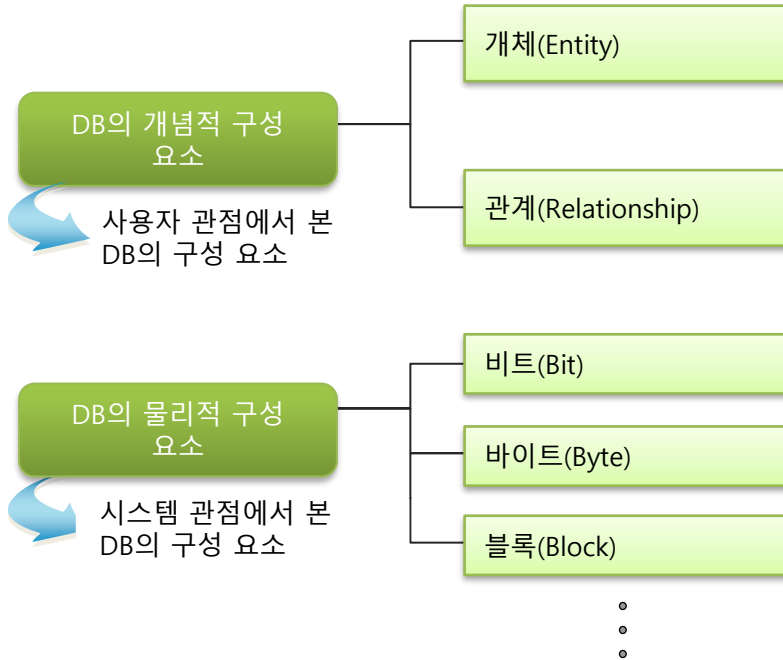 개체(Entity)
DB의 개념적 구성
요소
관계(Relationship)
사용자 관점에서 본
DB의 구성 요소
비트(Bit)
DB의 물리적 구성
요소
바이트(Byte)
시스템 관점에서 본
DB의 구성 요소
블록(Block)